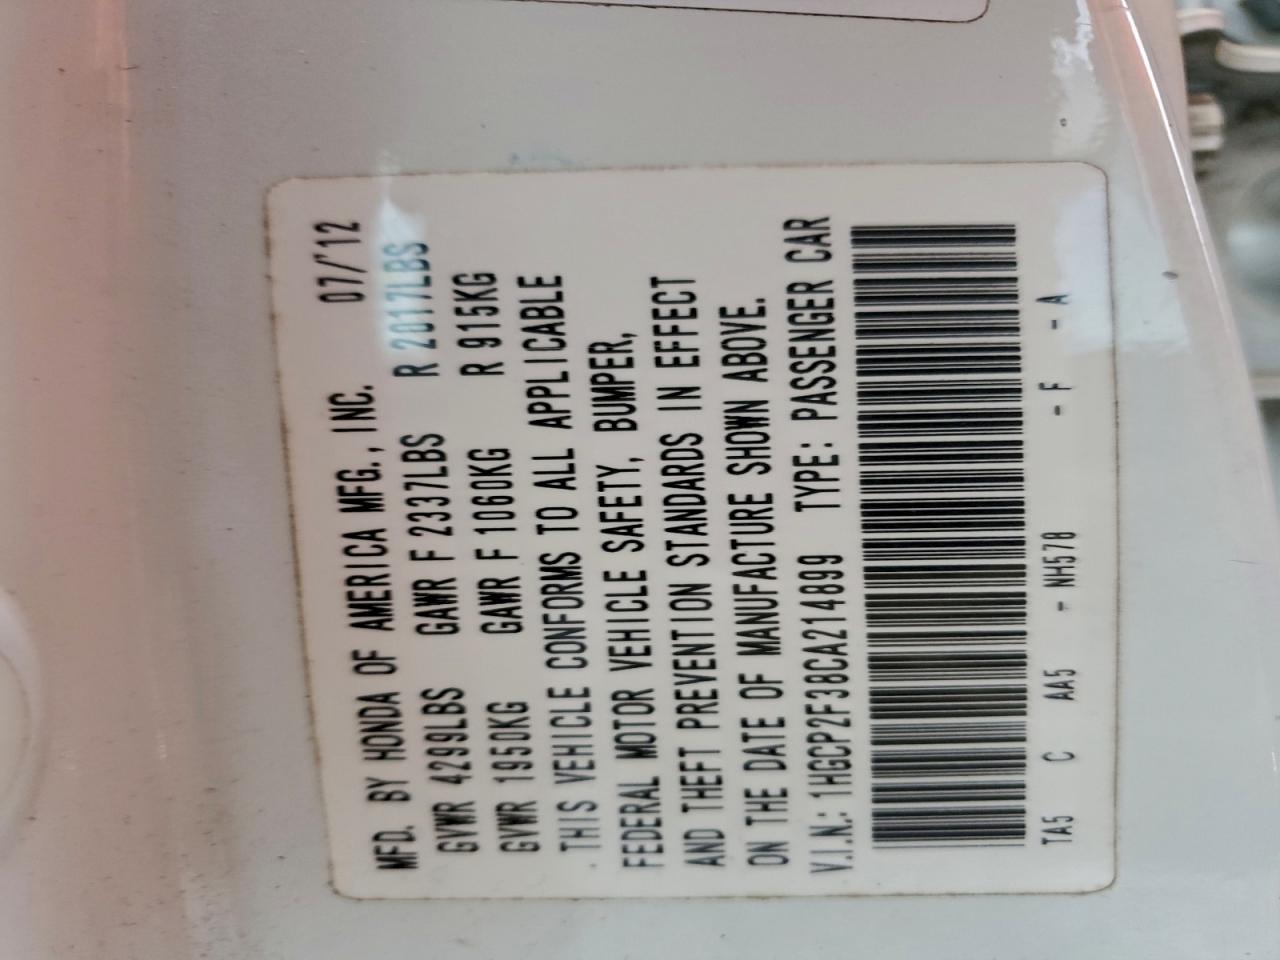 MFD. BY HONDA OF AMERICA MFG., INC. 07/'12
GVWR 4299LBS GAWR F 2337LBS R 2017LBS
GVWR 1950KG GAWR F 1060KG R 915KG
THIS VEHICLE CONFORMS TO ALL APPLICABLE
FEDERAL MOTOR VEHICLE SAFETY, BUMPER,
AND THEFT PREVENTION STANDARDS IN EFFECT
ON THE DATE OF MANUFACTURE SHOWN ABOVE.
V.I.N.: 1HGCP2F38CA214899 TYPE: PASSENGER CAR
TA5 C AA5 - NH578 - F - A